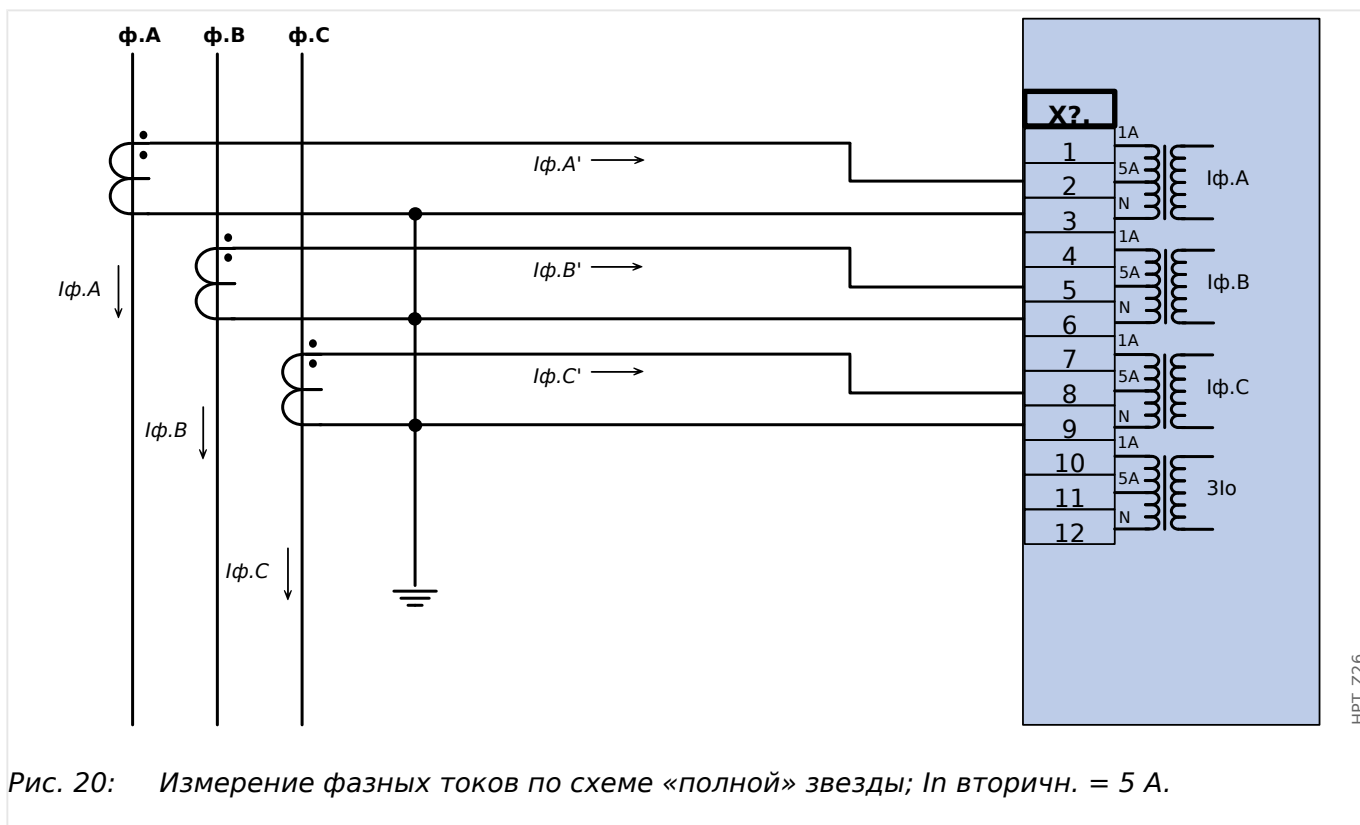 ф.A ф.B ф.C
X?.
1A
1
Iф.A'
5A
2
Iф.A
N
3
1A
4
Iф.B'
5A
5
Iф.B
Iф.A
N
6
1A
7
Iф.C'
5A
8
Iф.C
N
9
Iф.B
1A
10
5A
11
3Io
N
12
Iф.C
Рис. 20: Измерение фазных токов по схеме «полной» звезды; In вторичн. = 5 A.